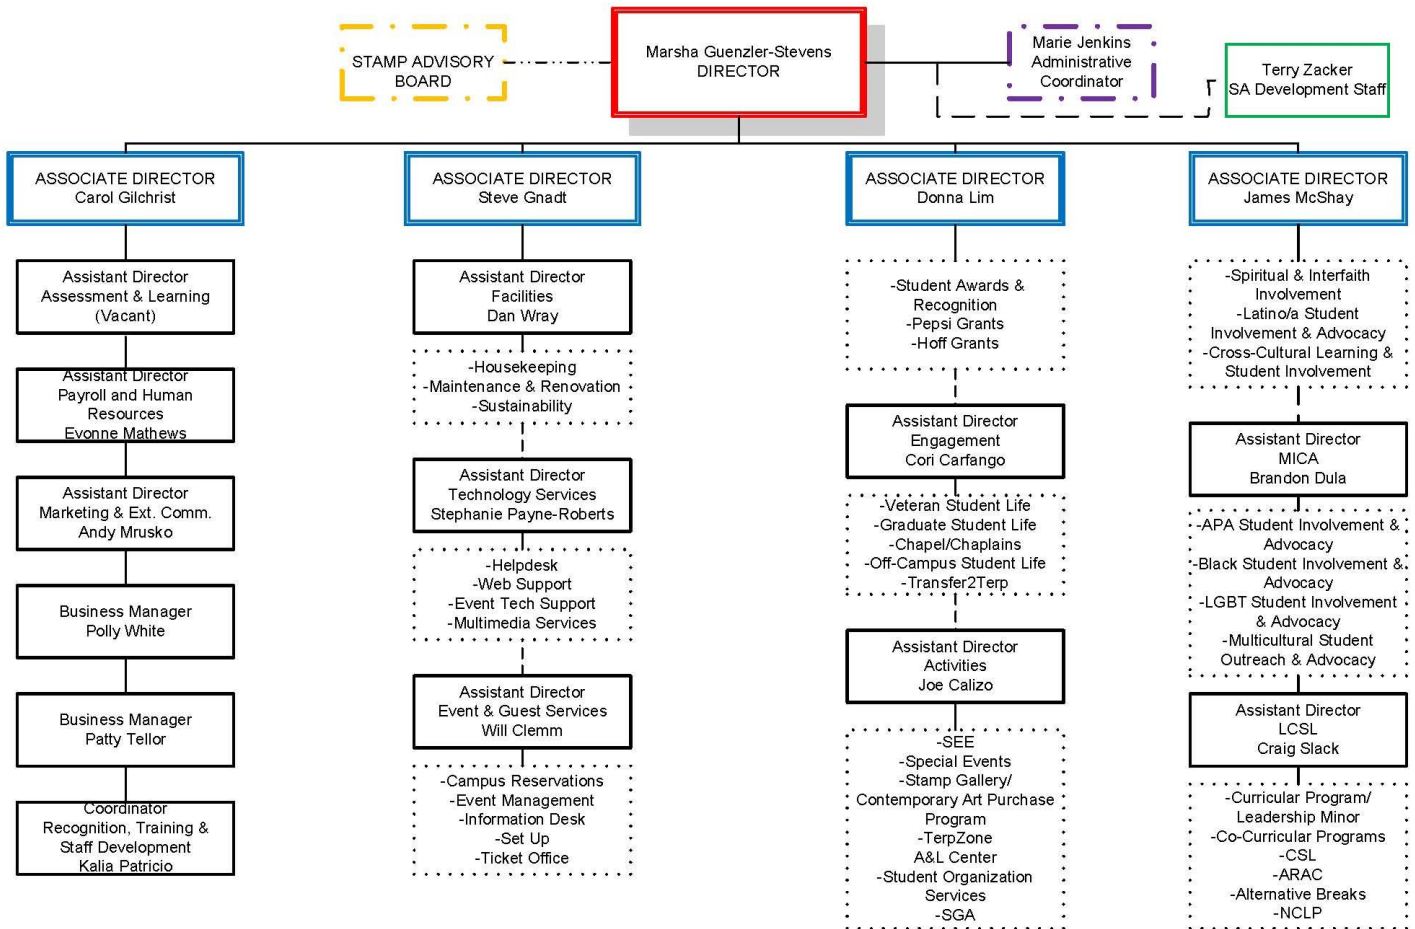 STAMP ADVISORY
BOARD
Marsha Guenzler-Stevens
DIRECTOR
Marie Jenkins
Administrative
Coordinator
Terry Zacker
SA Development Staff
ASSOCIATE DIRECTOR
Carol Gilchrist
Assistant Director
Assessment & Learning
(Vacant)
Assistant Director
Payroll and Human
Resources
Evonne Mathews
Assistant Director
Marketing & Ext. Comm.
Andy Mrusko
Business Manager
Polly White
Business Manager
Patty Tellor
Coordinator
Recognition, Training &
Staff Development
Kalia Patricio
ASSOCIATE DIRECTOR
Steve Gnadt
Assistant Director
Facilities
Dan Wray
-Housekeeping
-Maintenance & Renovation
-Sustainability
Assistant Director
Technology Services
Stephanie Payne-Roberts
-Helpdesk
-Web Support
-Event Tech Support
-Multimedia Services
Assistant Director
Event & Guest Services
Will Clemm
-Campus Reservations
-Event Management
-Information Desk
-Set Up
-Ticket Office
ASSOCIATE DIRECTOR
Donna Lim
-Student Awards &
Recognition
-Pepsi Grants
-Hoff Grants
Assistant Director
Engagement
Cori Carfango
-Veteran Student Life
-Graduate Student Life
-Chapel/Chaplains
-Off-Campus Student Life
-Transfer2Terp
Assistant Director
Activities
Joe Calizo
-SEE
-Special Events
-Stamp Gallery/
Contemporary Art Purchase
Program
-TerpZone
A&L Center
-Student Organization
Services
-SGA
ASSOCIATE DIRECTOR
James McShay
-Spiritual & Interfaith
Involvement
-Latino/a Student
Involvement & Advocacy
-Cross-Cultural Learning &
Student Involvement
Assistant Director
MICA
Brandon Dula
-APA Student Involvement &
Advocacy
-Black Student Involvement &
Advocacy
-LGBT Student Involvement
& Advocacy
-Multicultural Student
Outreach & Advocacy
Assistant Director
LCSL
Craig Slack
-Curricular Program/
Leadership Minor
-Co-Curricular Programs
-CSL
-ARAC
-Alternative Breaks
-NCLP